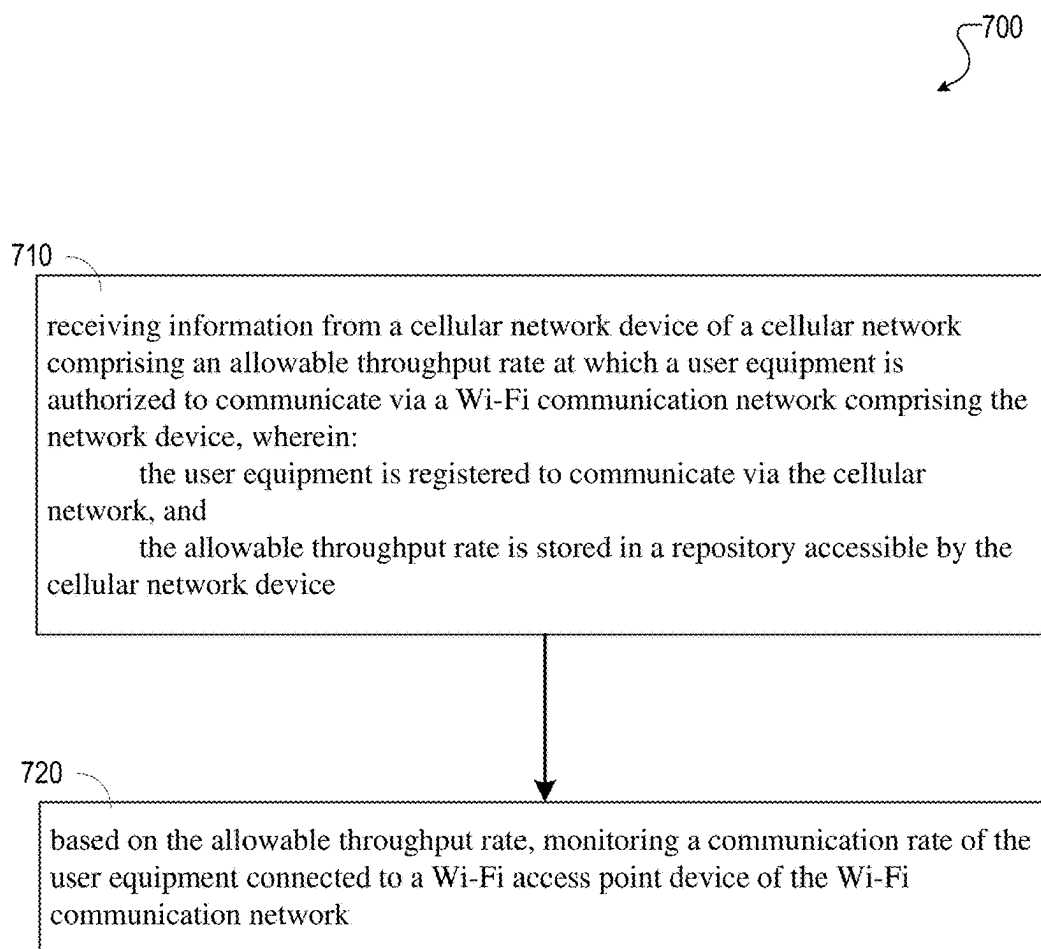 700
710
receiving information from a cellular network device of a cellular network
comprising an allowable throughput rate at which a user equipment is
authorized to communicate via a Wi-Fi communication network comprising the
network device, wherein:
the user equipment is registered to communicate via the cellular
network, and
the allowable throughput rate is stored in a repository accessible by the
cellular network device
720
based on the allowable throughput rate, monitoring a communication rate of the
user equipment connected to a Wi-Fi access point device of the Wi-Fi
communication network